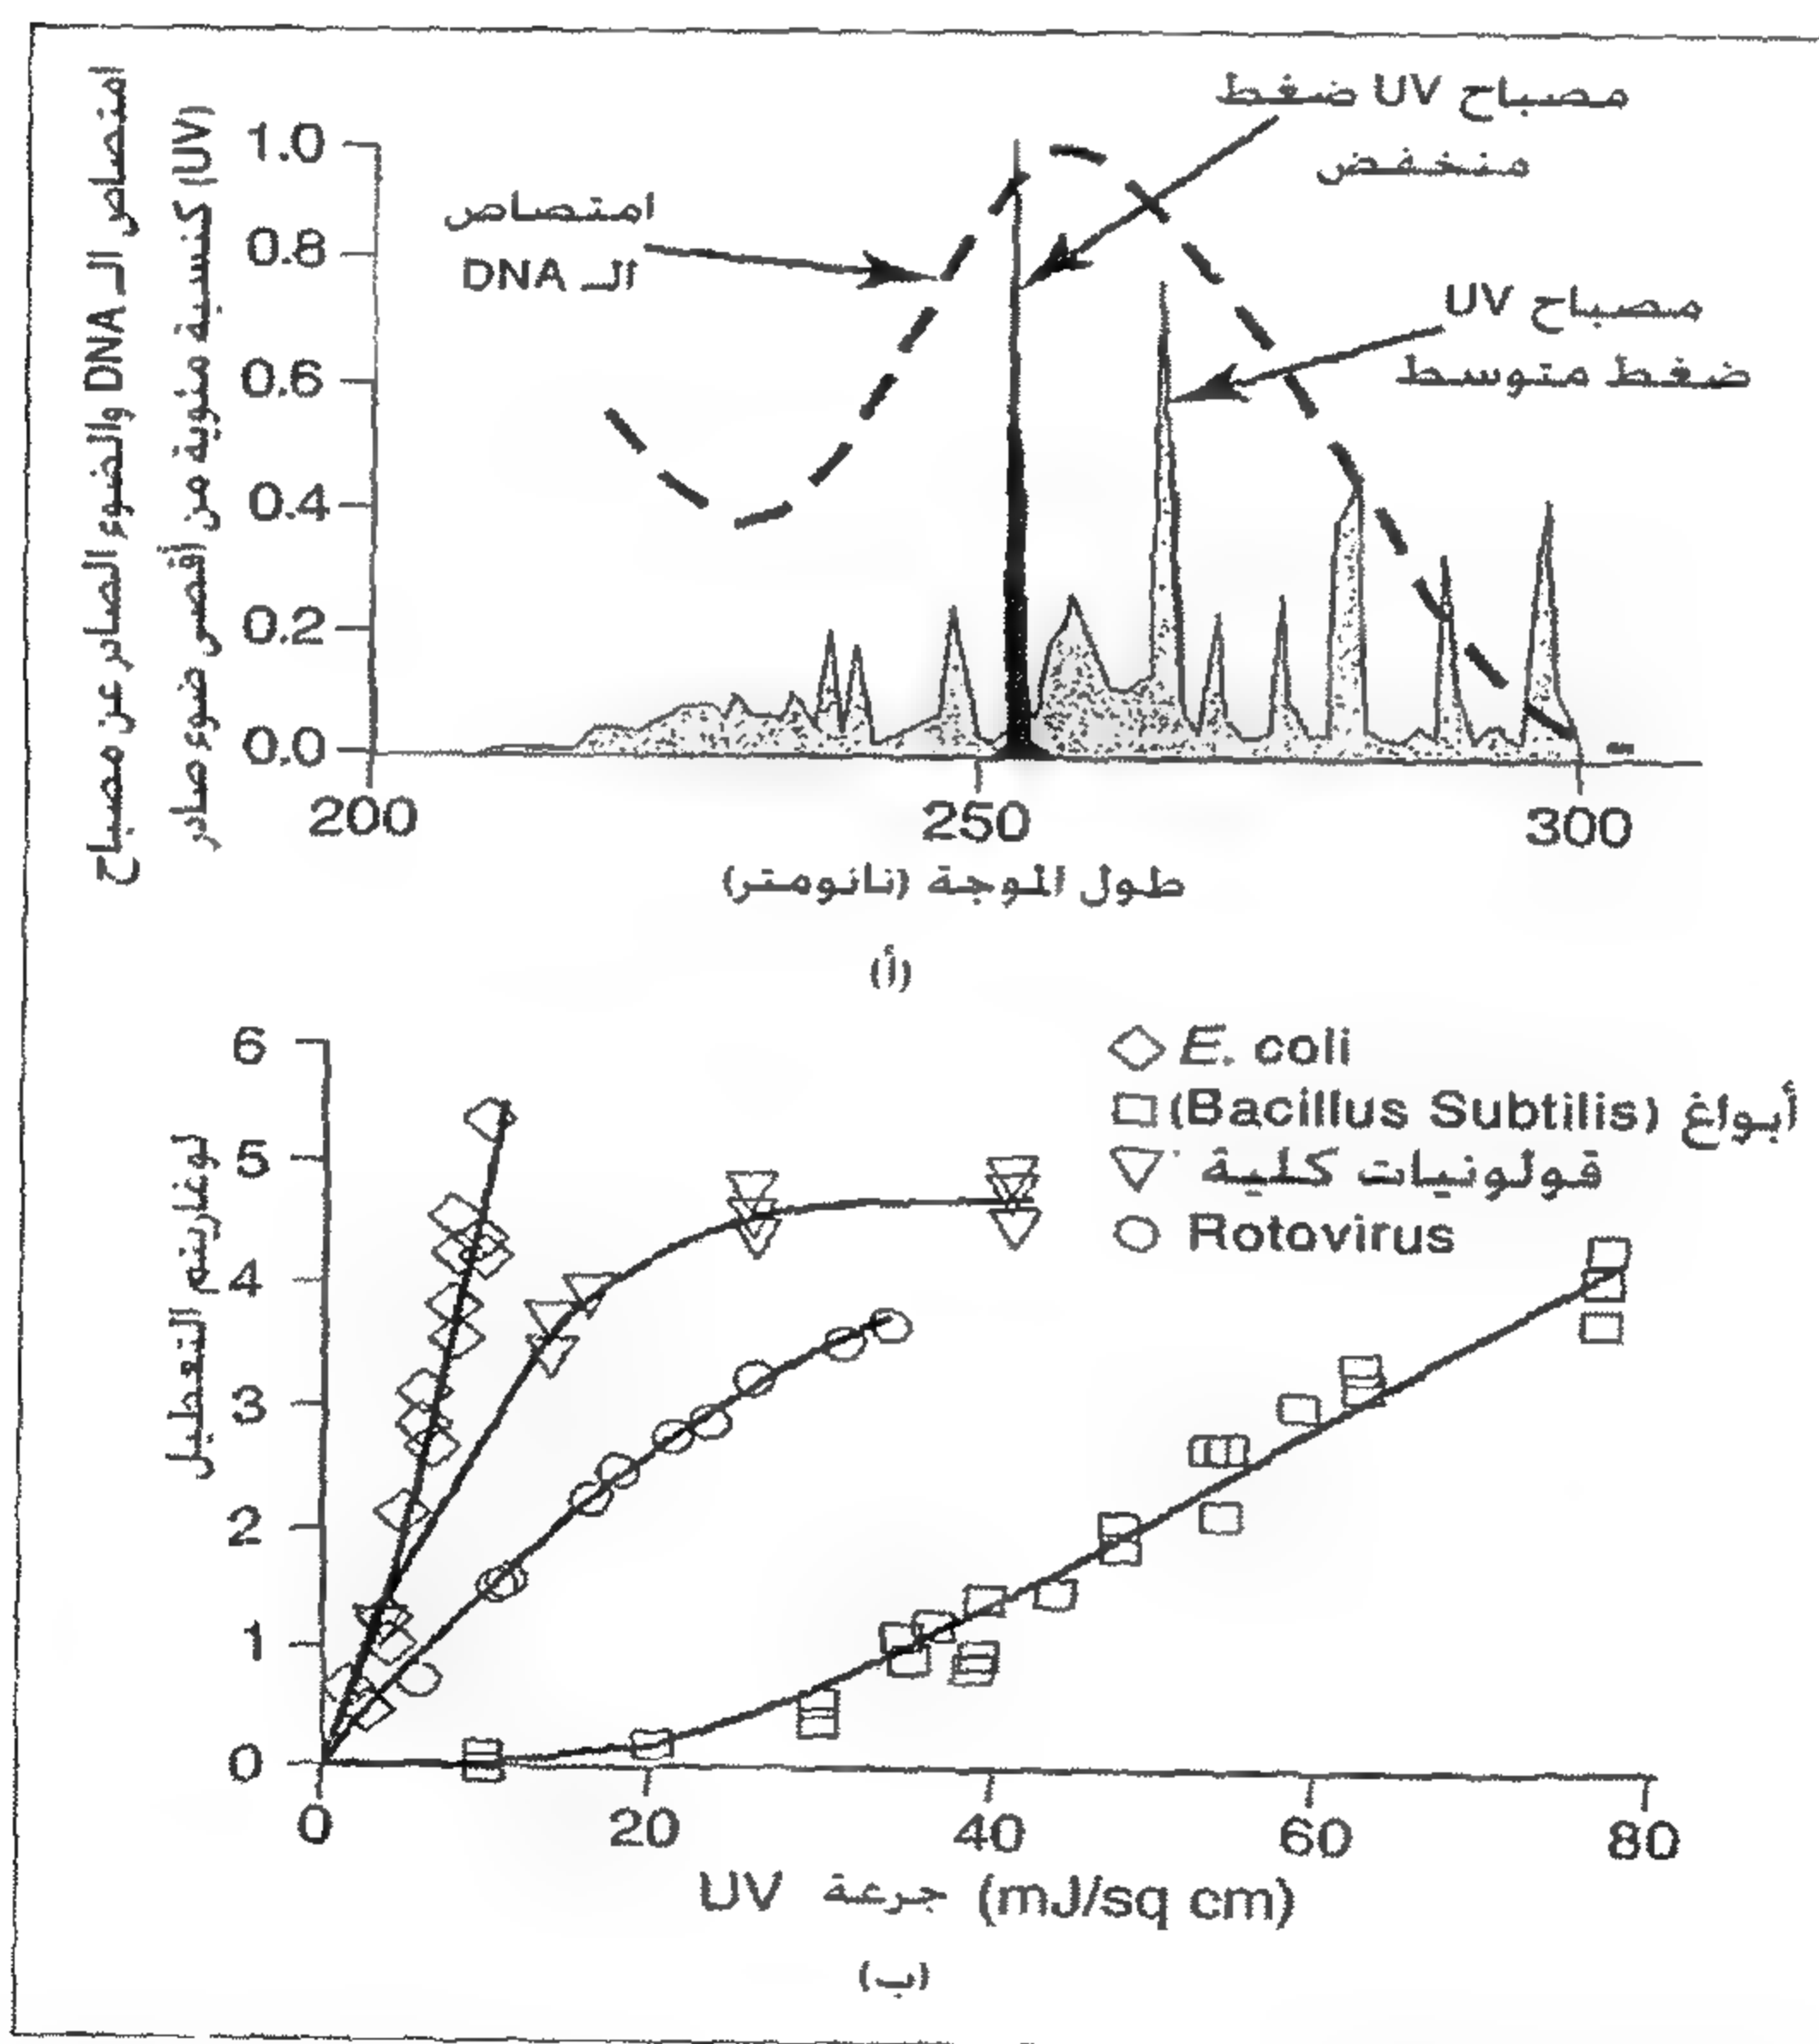 امتصاص الـ DNA والضوء الصادر عن مصباح
(UV) كنسبة مئوية من أقصى ضوء صادر
1.0
0.8
0.6
0.4
0.2
0.0
امتصاص
الـ DNA
مصباح UV ضغط
منخفض
مصباح UV
ضغط متوسط
200
250
300
طول الموجة (نانومتر)
(أ)
لوغاريتم التعطيل
6
5
4
3
2
1
0
E. coli
أبواغ (Bacillus Subtilis)
قولونيات كلية
Rotovirus
0
20
40
60
80
جرعة UV (mJ/sq cm)
(ب)